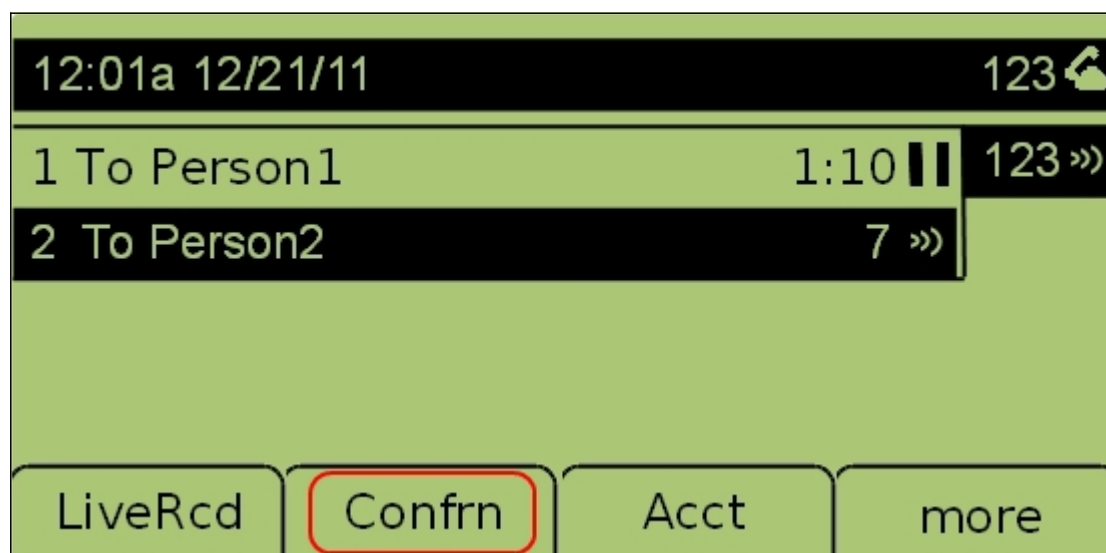 12:01a 12/21/11 123
1 To Person1 1:10 123
2 To Person2 7
LiveRcd Confrn Acct more